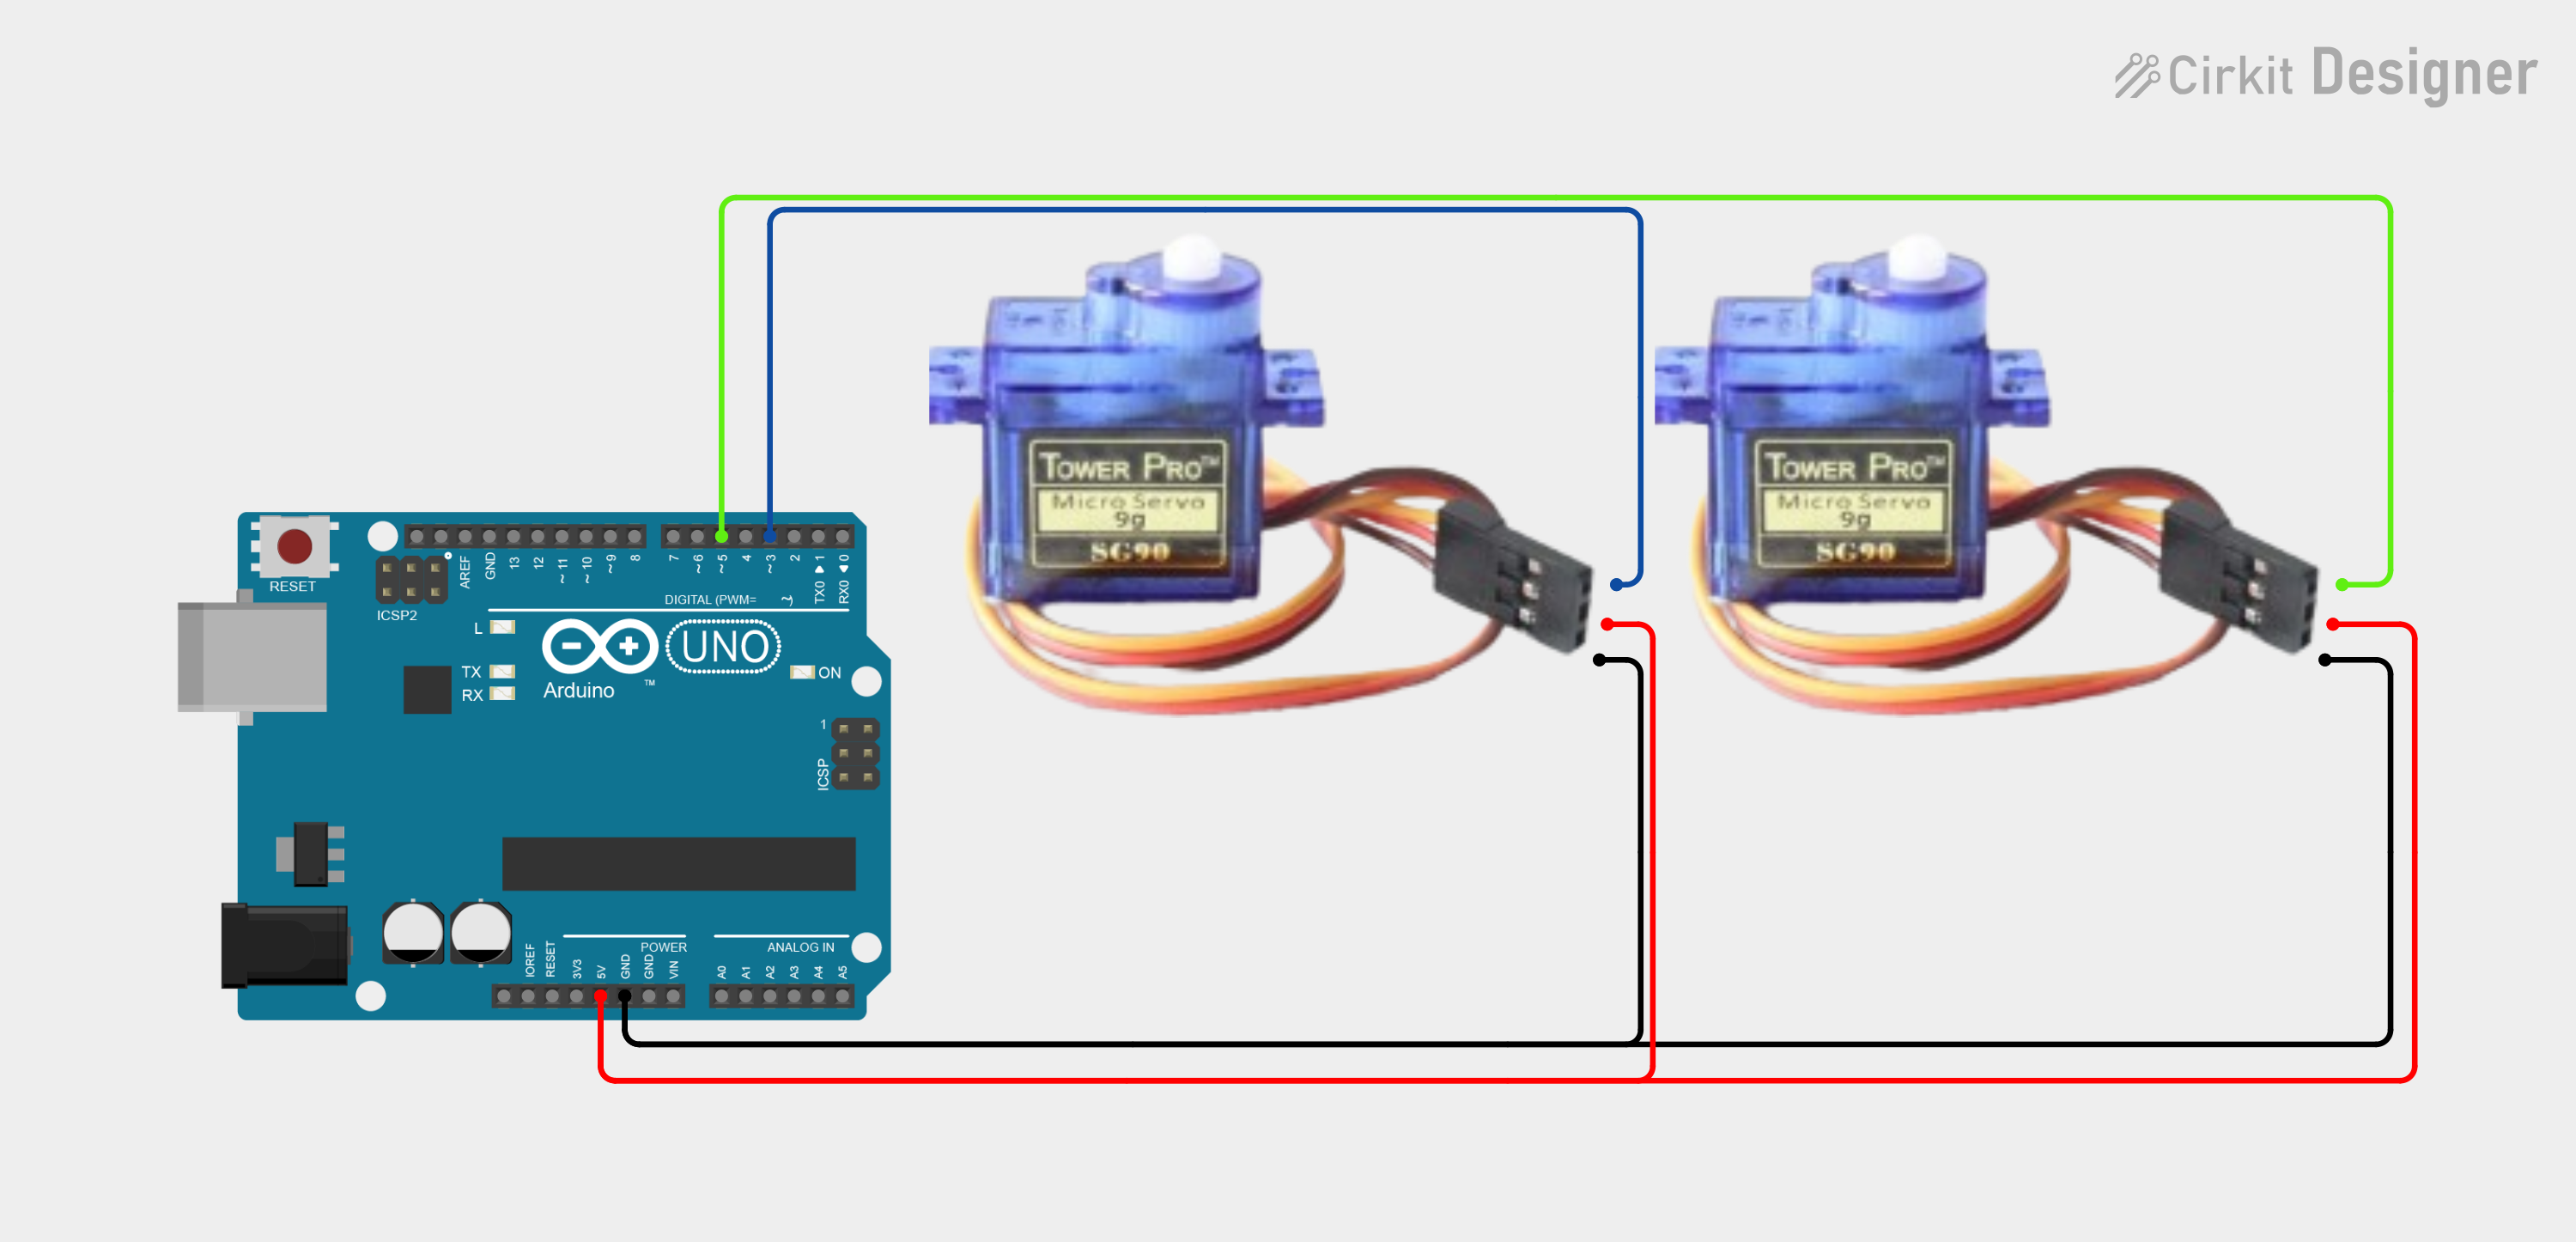 Cirkit Designer
TOWER PRO™
Micro Servo
9g
SG90
TOWER PRO™
Micro Servo
9g
SG90
RESET
ICSP2
AREF
GND
13
12
~11
~10
~9
8
7
~6
~5
4
~3
2
TX0 ▶ 1
RX0 ◀ 0
DIGITAL (PWM= ~)
L
TX
RX
Arduino™
UNO
ON
1
ICSP
IOREF
RESET
3V3
5V
GND
GND
VIN
POWER
ANALOG IN
A0
A1
A2
A3
A4
A5